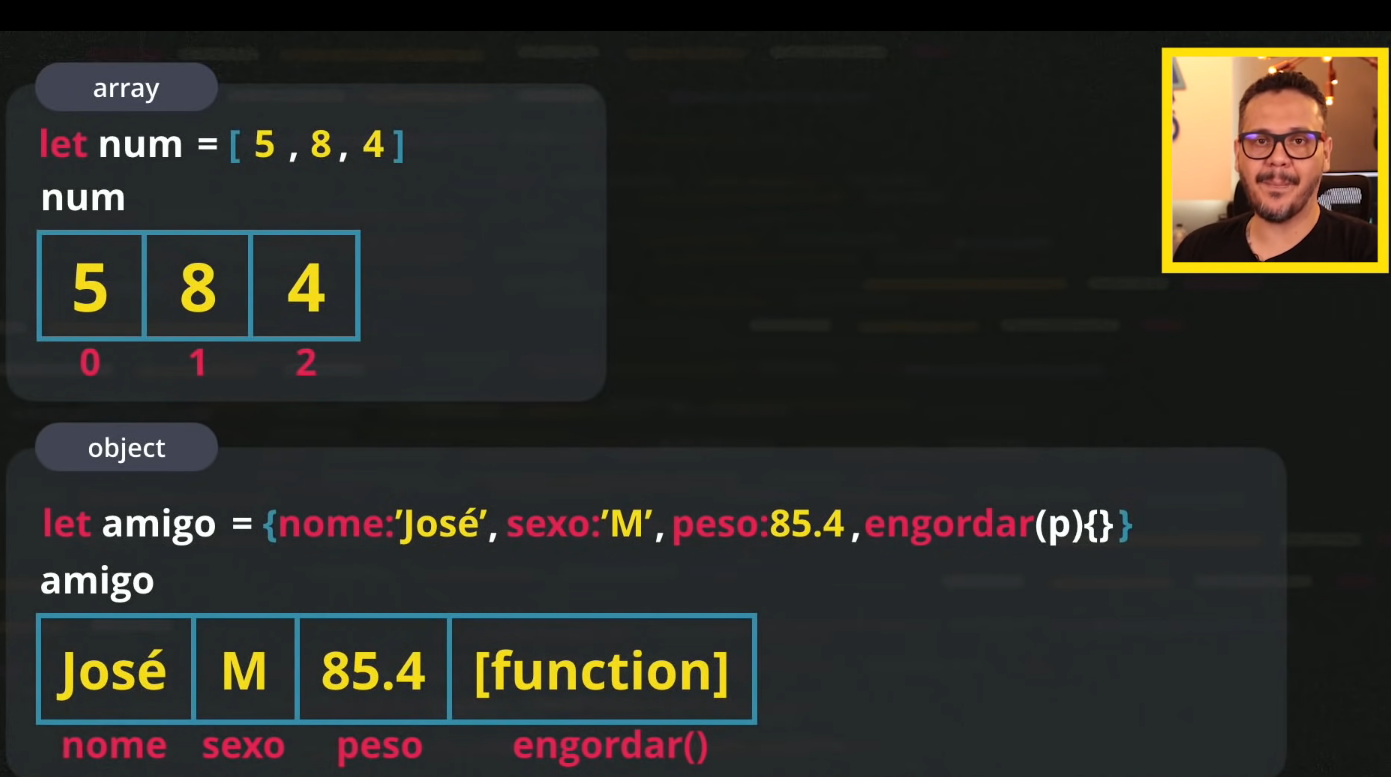 array
let num = [ 5 , 8, 4 ]
num
5 8 4
0 1 2
object
let amigo = {nome:’José’, sexo:’M’, peso:85.4 ,engordar(p){} }
amigo
José M 85.4 [function]
nome sexo peso engordar()